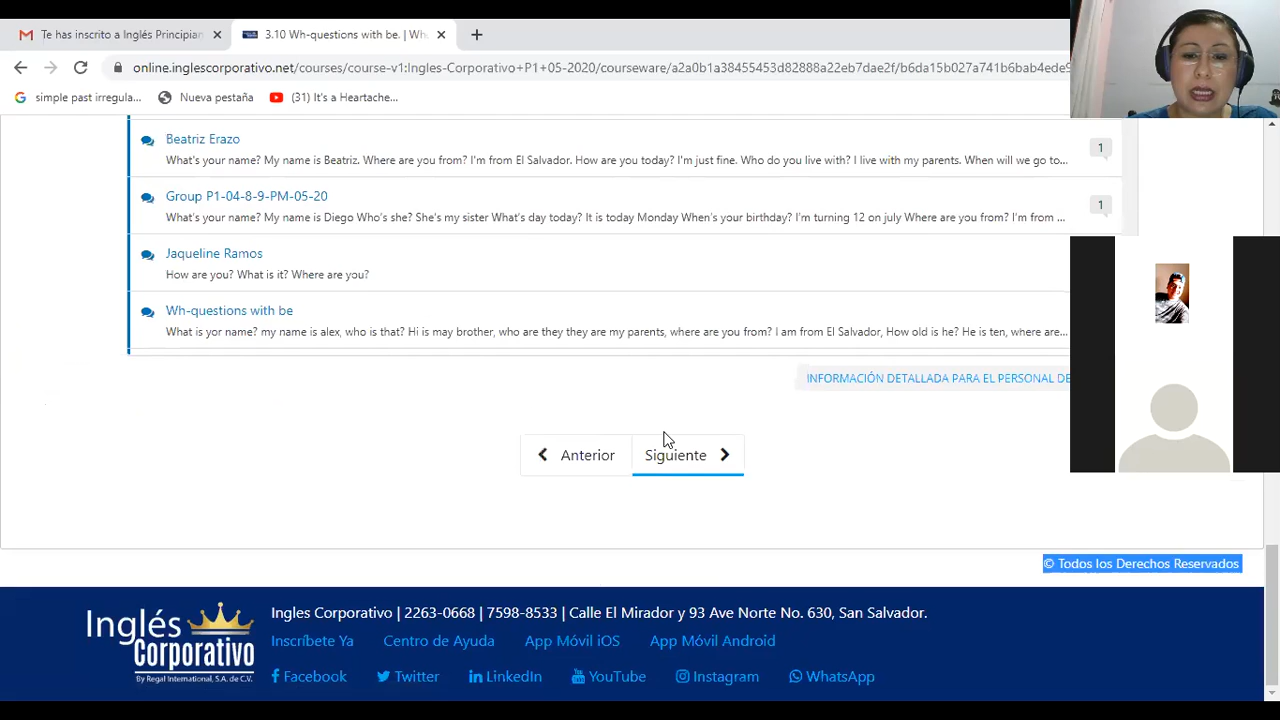 Te has inscrito a Inglés Principian
3.10 Wh-questions with be. | Wh
online.inglescorporativo.net/courses/course-v1:Ingles-Corporativo+P1+05-2020/courseware/a2a0b1a38455453d82888a22eb7dae2f/b6da15b027a741b6bab4ede9
simple past irregula...
Nueva pestaña
(31) It's a Heartache...
Beatriz Erazo
What's your name? My name is Beatriz. Where are you from? I'm from El Salvador. How are you today? I'm just fine. Who do you live with? I live with my parents. When will we go to...
1
Group P1-04-8-9-PM-05-20
What's your name? My name is Diego Who's she? She's my sister What's day today? It is today Monday When's your birthday? I'm turning 12 on july Where are you from? I'm from ...
1
Jaqueline Ramos
How are you? What is it? Where are you?
Wh-questions with be
What is yor name? my name is alex, who is that? Hi is may brother, who are they they are my parents, where are you from? I am from El Salvador, How old is he? He is ten, where are...
INFORMACIÓN DETALLADA PARA EL PERSONAL DE
Anterior
Siguiente
© Todos los Derechos Reservados
Inglés Corporativo
By Regal International, S.A. de C.V.
Ingles Corporativo | 2263-0668 | 7598-8533 | Calle El Mirador y 93 Ave Norte No. 630, San Salvador.
Inscríbete Ya
Centro de Ayuda
App Móvil iOS
App Móvil Android
Facebook
Twitter
LinkedIn
YouTube
Instagram
WhatsApp